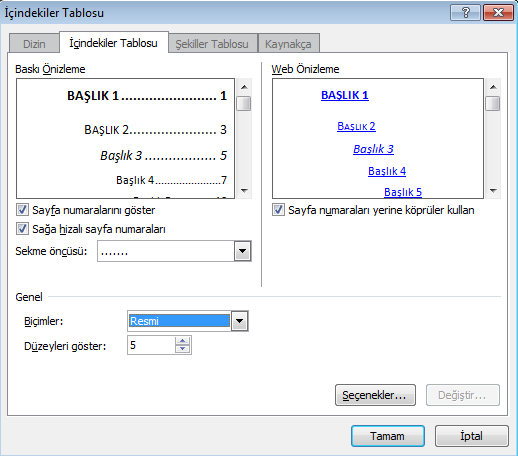 İçindekiler Tablosu
Dizin İçindekiler Tablosu Şekiller Tablosu Kaynakça
Baskı Önizleme
BAŞLIK 1........................ 1
BAŞLIK 2...................... 3
Başlık 3 .................. 5
Başlık 4......................7
Web Önizleme
BAŞLIK 1
BAŞLIK 2
Başlık 3
Başlık 4
Başlık 5
Sayfa numaralarını göster
Sağa hizalı sayfa numaraları
Sekme öncüsü: .......
Sayfa numaraları yerine köprüler kullan
Genel
Biçimler: Resmi
Düzeyleri göster: 5
Seçenekler... Değiştir...
Tamam İptal